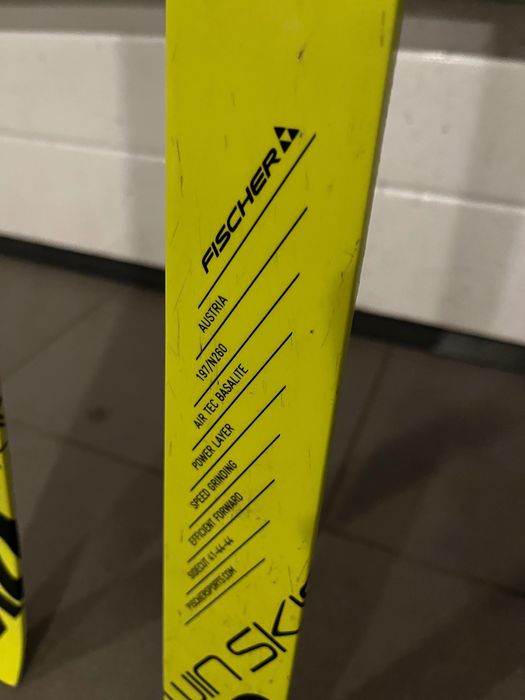 FISCHER
AUSTRIA
197/N260
AIR TEC BASALITE
POWER LAYER
SPEED GRINDING
EFFICIENT FORWARD
SIDECUT 41-44-44
FISCHERSPORTS.COM